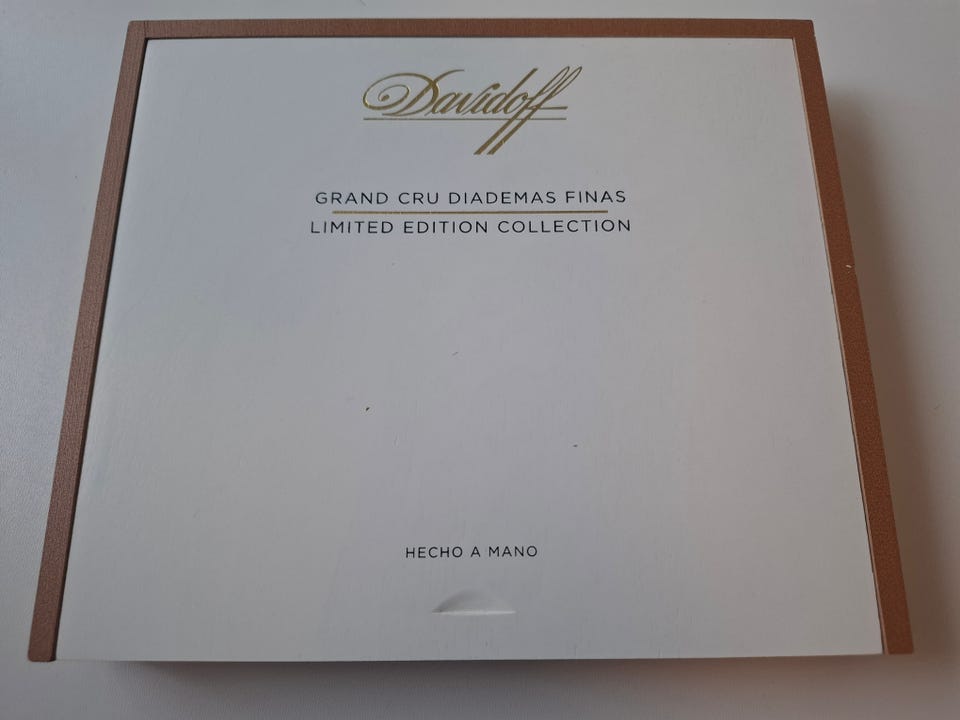 Davidoff
GRAND CRU DIADEMAS FINAS
LIMITED EDITION COLLECTION
HECHO A MANO